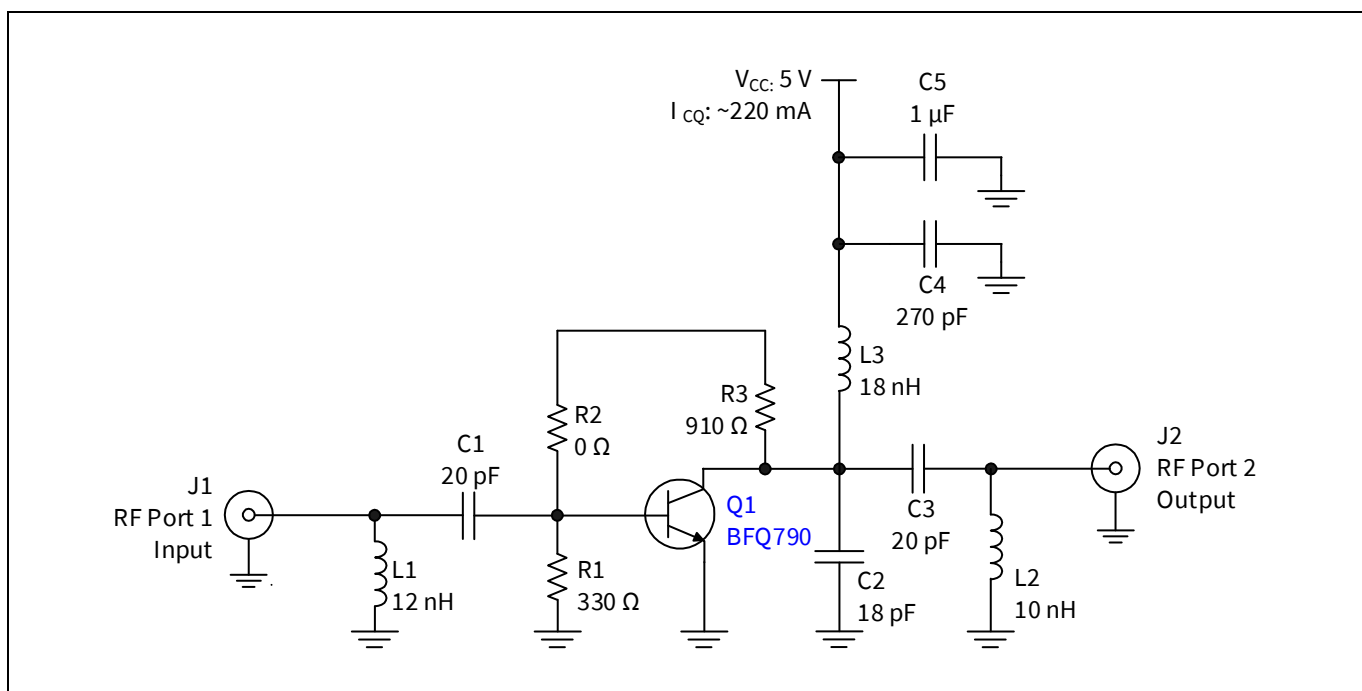 V_CC: 5 V
I_CQ: ~220 mA
C5
1 µF
C4
270 pF
L3
18 nH
R3
910 Ω
R2
0 Ω
C1
20 pF
J1
RF Port 1
Input
L1
12 nH
R1
330 Ω
Q1
BFQ790
C2
18 pF
C3
20 pF
L2
10 nH
J2
RF Port 2
Output